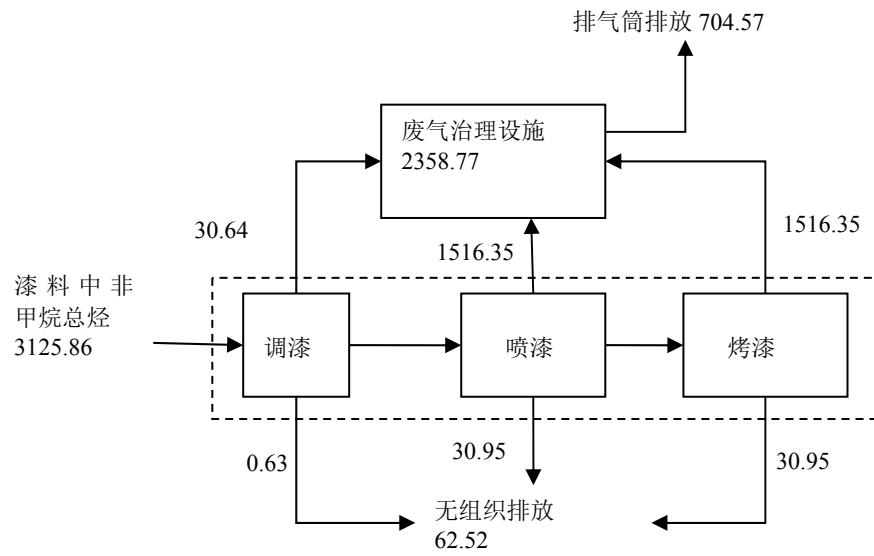 排气筒排放 704.57
废气治理设施
2358.77
30.64
1516.35
1516.35
漆料中非
甲烷总烃
3125.86
调漆
喷漆
烤漆
0.63
30.95
30.95
无组织排放
62.52